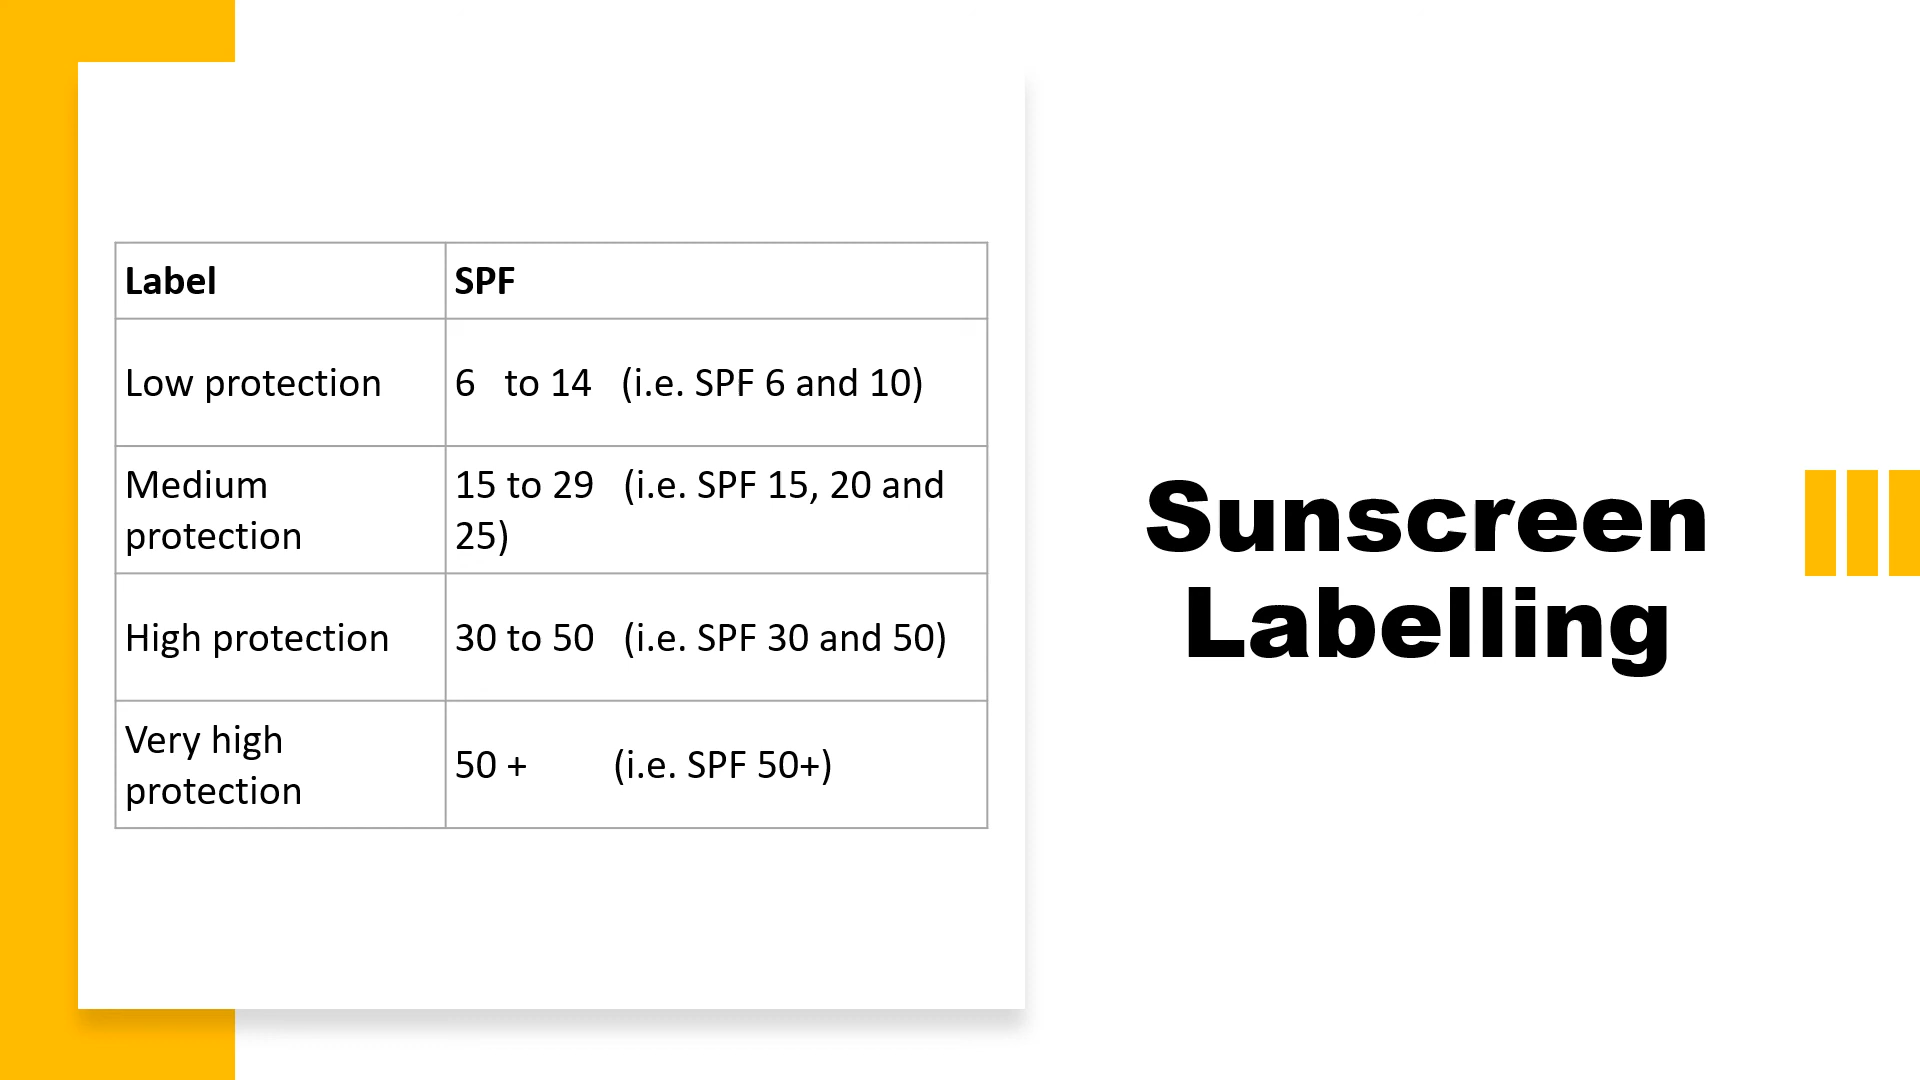 Label SPF
Low protection 6 to 14 (i.e. SPF 6 and 10)
Medium
protection
15 to 29 (i.e. SPF 15, 20 and
25)
High protection 30 to 50 (i.e. SPF 30 and 50)
Very high
protection
50 + (i.e. SPF 50+)
Sunscreen
Labelling